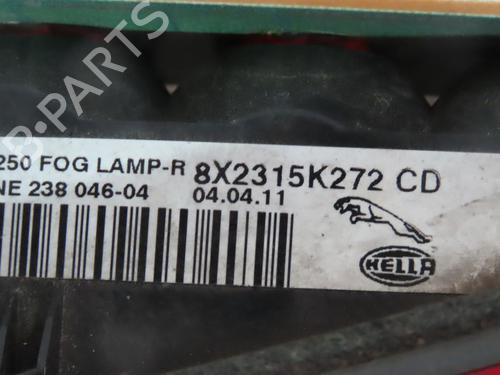 B-PARTS
250 FOG LAMP-R 8X2315K272 CD
NE 238 046-04 04.04.11
HELLA